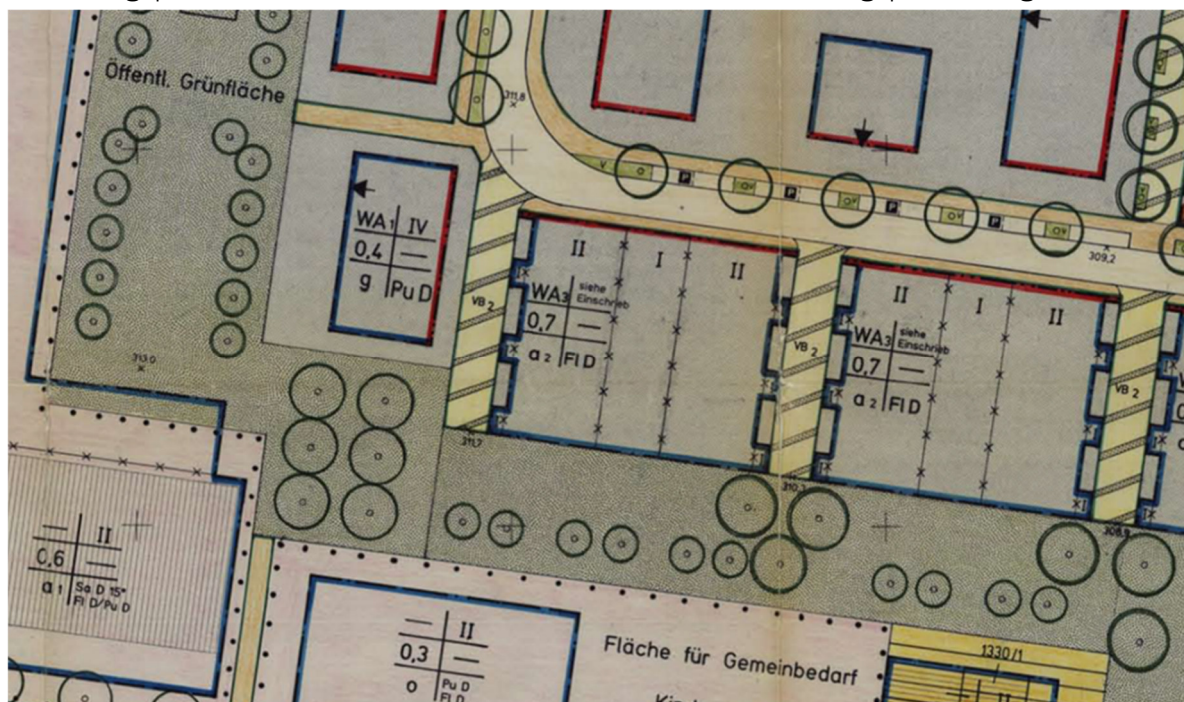 Öffentl. Grünfläche
311,8
P
P
P
P
309,2
WA1 IV
0,4 —
g Pu D
VB 2
II I II
WA3 siehe Einschrieb
0,7 —
a 2 Fl D
VB 2
II I II
WA3 siehe Einschrieb
0,7 —
a 2 Fl D
VB 2
313,0
311,7
— II
0,6 —
a 1 Sa D 15°
Fl D/Pu D
— II
0,3 —
o Pu D
Fl D
Fläche für Gemeinbedarf
1330/1
— II